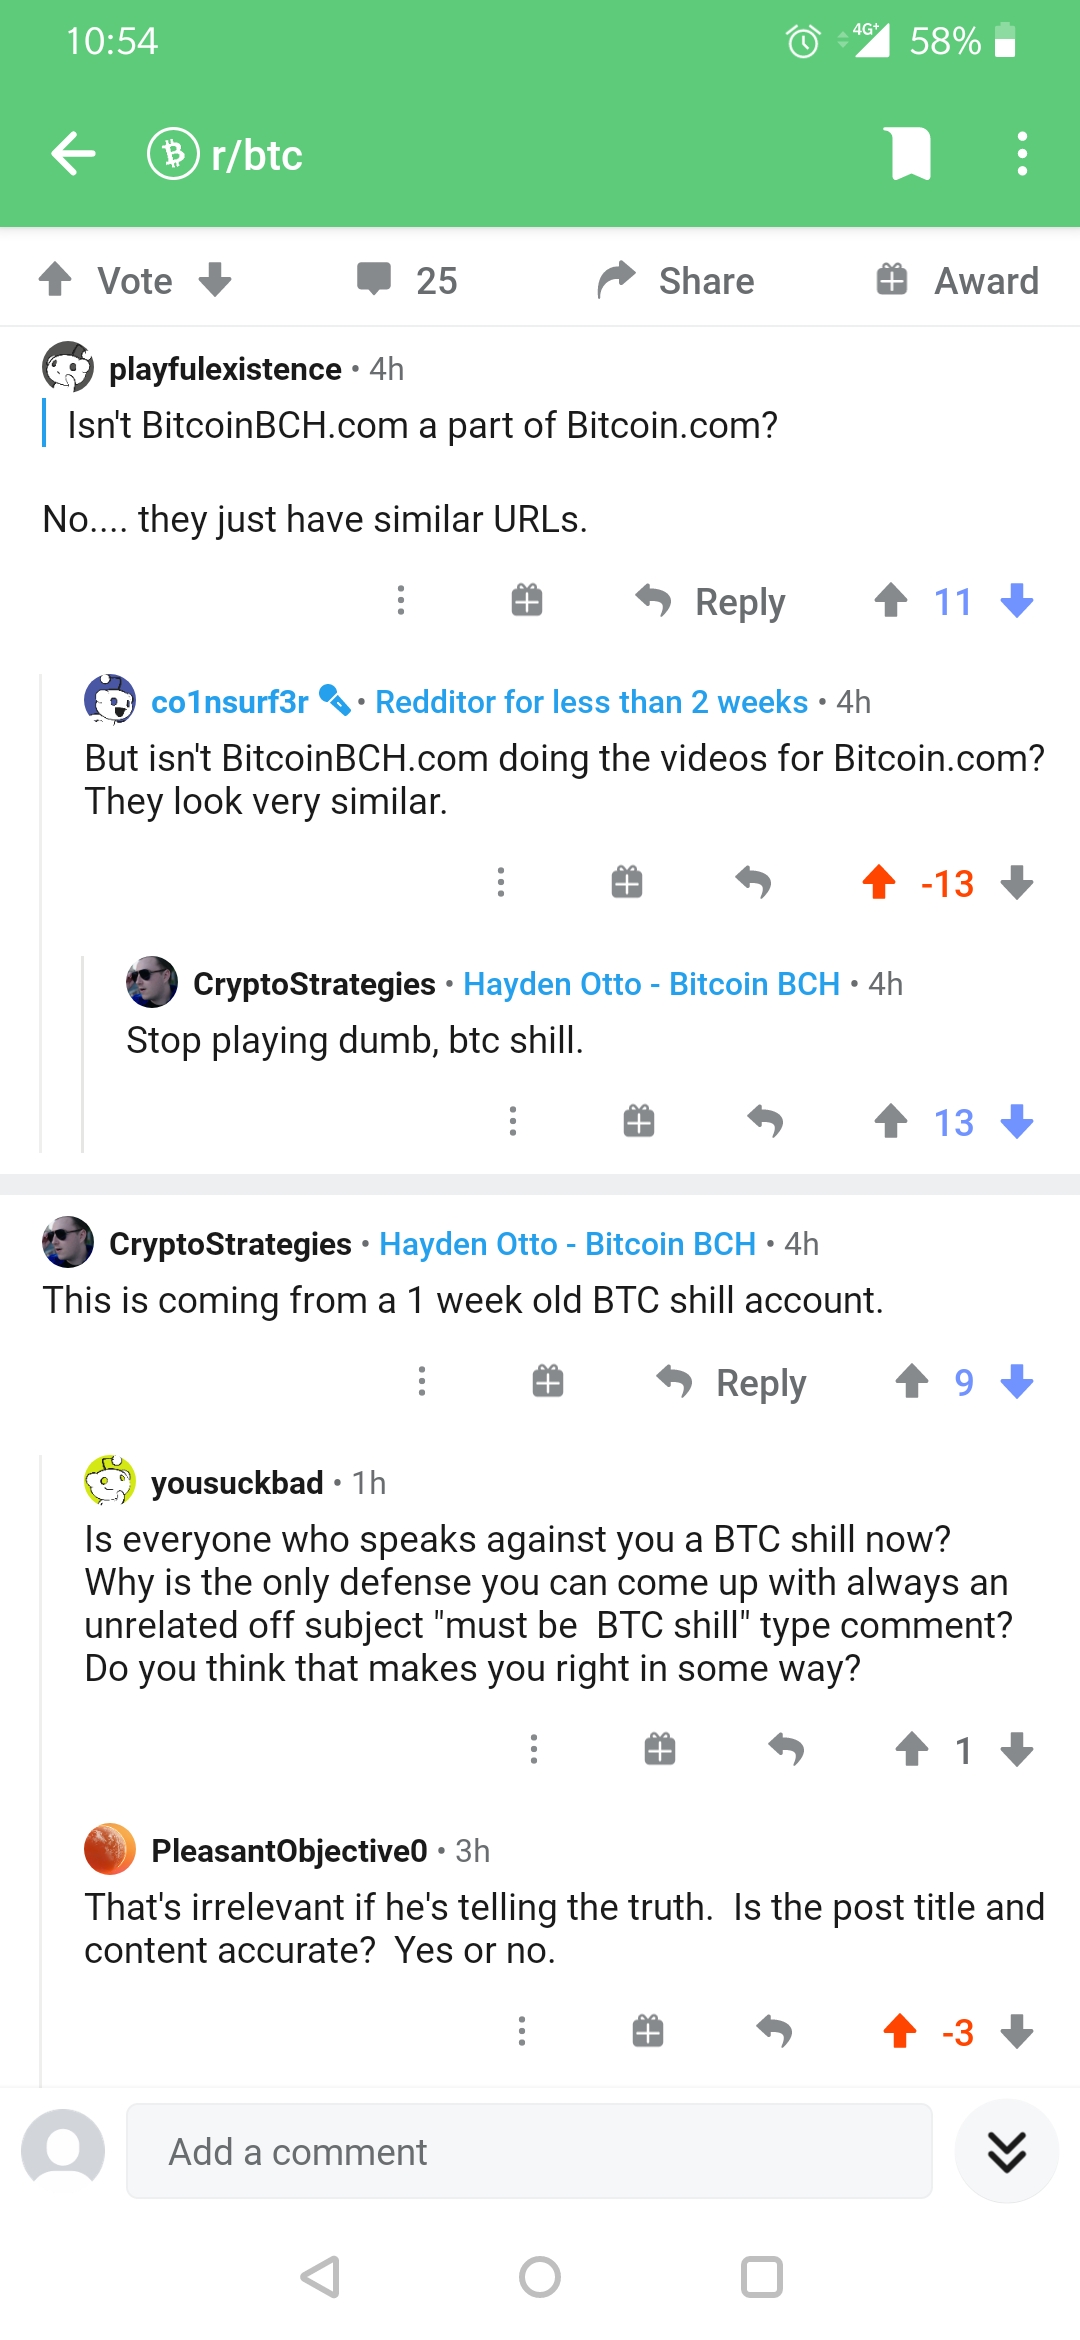 10:54
4G+ 58%
r/btc
Vote 25 Share Award
playfulexistence • 4h
Isn't BitcoinBCH.com a part of Bitcoin.com?
No.... they just have similar URLs.
Reply 11
co1nsurf3r • Redditor for less than 2 weeks • 4h
But isn't BitcoinBCH.com doing the videos for Bitcoin.com?
They look very similar.
-13
CryptoStrategies • Hayden Otto - Bitcoin BCH • 4h
Stop playing dumb, btc shill.
13
CryptoStrategies • Hayden Otto - Bitcoin BCH • 4h
This is coming from a 1 week old BTC shill account.
Reply 9
yousuckbad • 1h
Is everyone who speaks against you a BTC shill now?
Why is the only defense you can come up with always an
unrelated off subject "must be  BTC shill" type comment?
Do you think that makes you right in some way?
1
PleasantObjective0 • 3h
That's irrelevant if he's telling the truth.  Is the post title and
content accurate?  Yes or no.
-3
Add a comment